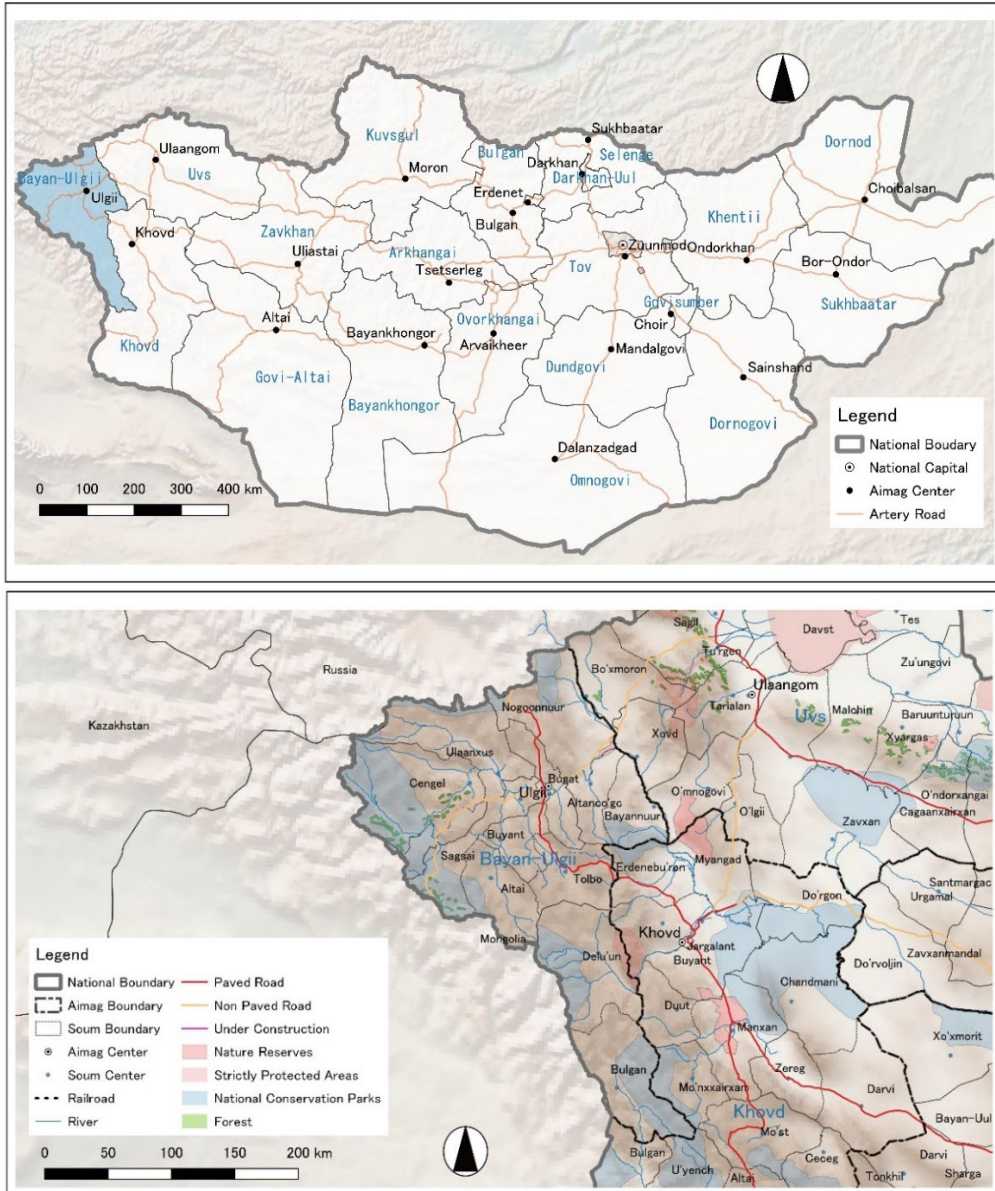 Sukhbaatar
Dornod
Kuvsgul
Bulgan
Selenge
Ulaangom
Darkhan
Uvs
Moron
Darkhan-Uul
Bayan-Ulgii
Ulgii
Erdenet
Choibalsan
Bulgan
Khentii
Khovd
Zavkhan
Arkhangai
Zuunmod
Ondorkhan
Uliastai
Tov
Bor-Ondor
Tsetserleg
Sukhbaatar
Altai
Ovorkhangai
Govisumber
Bayankhongor
Choir
Khovd
Arvaikheer
Mandalgovi
Govi-Altai
Dundgovi
Sainshand
Bayankhongor
Dornogovi
Dalanzadgad
Omnogovi
Legend
National Boudary
National Capital
Aimag Center
Artery Road
0 100 200 300 400 km
Sagil
Davst
Tes
Tu'rgen
Russia
Bo'xmoron
Zu'ungovi
Ulaangom
Kazakhstan
Nogoonnuur
Tarialan
Uvs
Malchin
Baruunturuun
Xovd
Xyargas
Ulaanxus
Cengel
Bugat
Ulgii
Altanco'gc
O'mnogovi
O'lgii
O'ndorxangai
Cagaanxairxan
Bayannuur
Zavxan
Buyant
Sagsai
Bayan-Ulgii
Myangad
Erdenebu'ren
Tolbo
Altai
Do'rgon
Santmargac
Urgamal
Mongolia
Khovd
Jargalant
Buyant
Delu'un
Do'rvoljin
Zavxanmandal
Chandmani
Duut
Manxan
Xo'xmorit
Bulgan
Zereg
Mo'nxxairxan
Darvi
Khovd
Bayan-Uul
Mo'st
Bulgan
Darvi
U'yench
Altai
Ceceg
Tonkhil
Sharga
Legend
National Boundary
Aimag Boundary
Soum Boundary
Aimag Center
Soum Center
Railroad
River
Paved Road
Non Paved Road
Under Construction
Nature Reserves
Strictly Protected Areas
National Conservation Parks
Forest
0 50 100 150 200 km